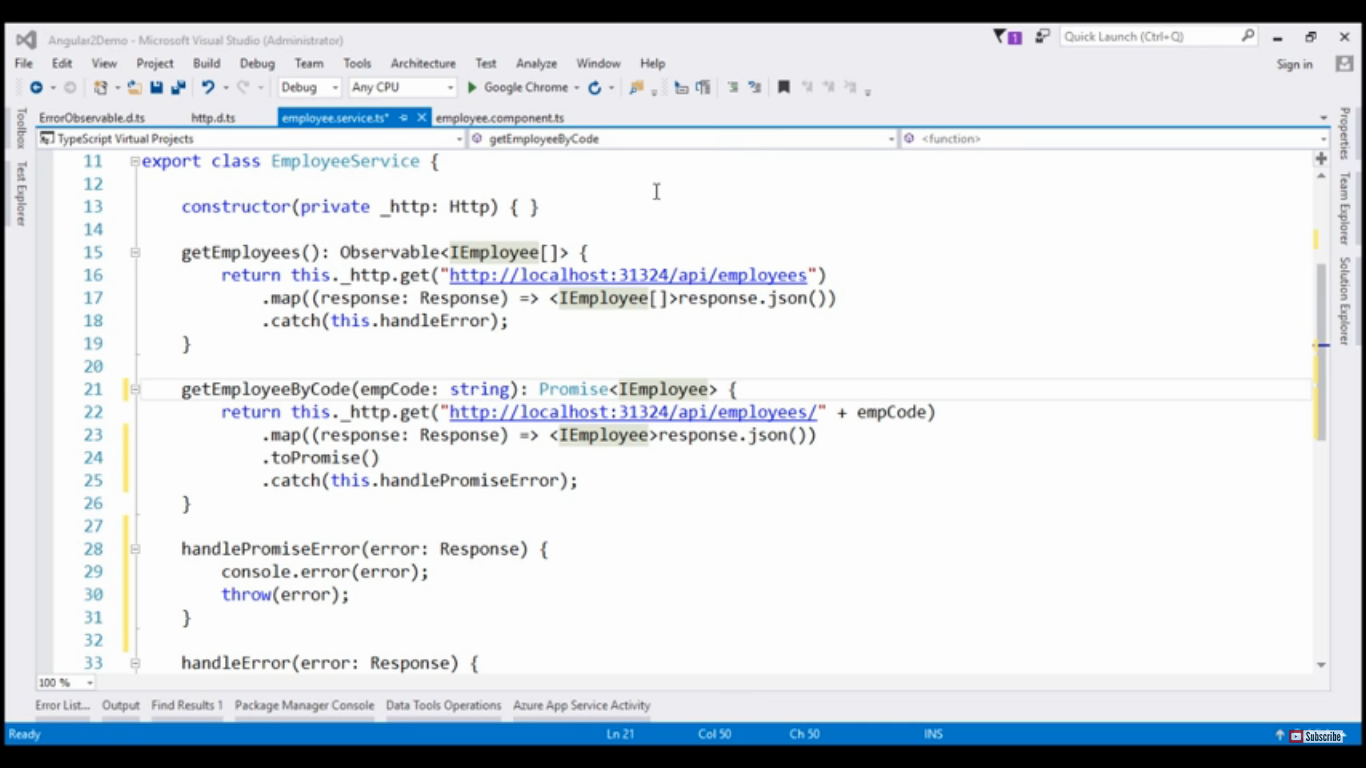 Angular2Demo - Microsoft Visual Studio (Administrator)
1
Quick Launch (Ctrl+Q)
File Edit View Project Build Debug Team Tools Architecture Test Analyze Window Help
Sign in
Debug Any CPU Google Chrome
ErrorObservable.d.ts http.d.ts employee.service.ts* employee.component.ts
TypeScript Virtual Projects getEmployeeByCode <function>
Toolbox
Test Explorer
Properties
Team Explorer
Solution Explorer
11 export class EmployeeService {
12
13 constructor(private _http: Http) { }
14
15 getEmployees(): Observable<IEmployee[]> {
16 return this._http.get("http://localhost:31324/api/employees")
17 .map((response: Response) => <IEmployee[]>response.json())
18 .catch(this.handleError);
19 }
20
21 getEmployeeByCode(empCode: string): Promise<IEmployee> {
22 return this._http.get("http://localhost:31324/api/employees/" + empCode)
23 .map((response: Response) => <IEmployee>response.json())
24 .toPromise()
25 .catch(this.handlePromiseError);
26 }
27
28 handlePromiseError(error: Response) {
29 console.error(error);
30 throw(error);
31 }
32
33 handleError(error: Response) {
100 %
Error List... Output Find Results 1 Package Manager Console Data Tools Operations Azure App Service Activity
Ready Ln 21 Col 50 Ch 50 INS Subscribe